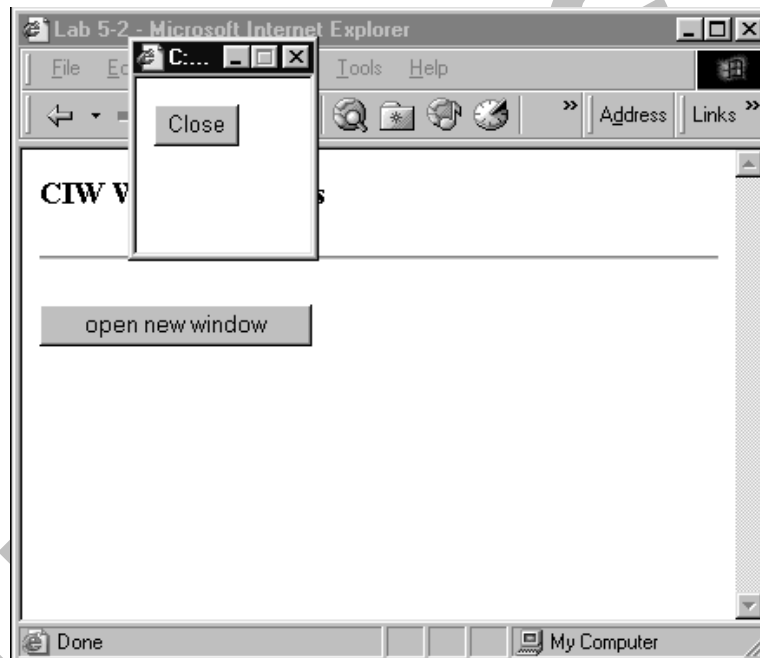 Lab 5-2 - Microsoft Internet Explorer
C:...
File Tools Help
Close
Address Links
CIW
open new window
Done
My Computer